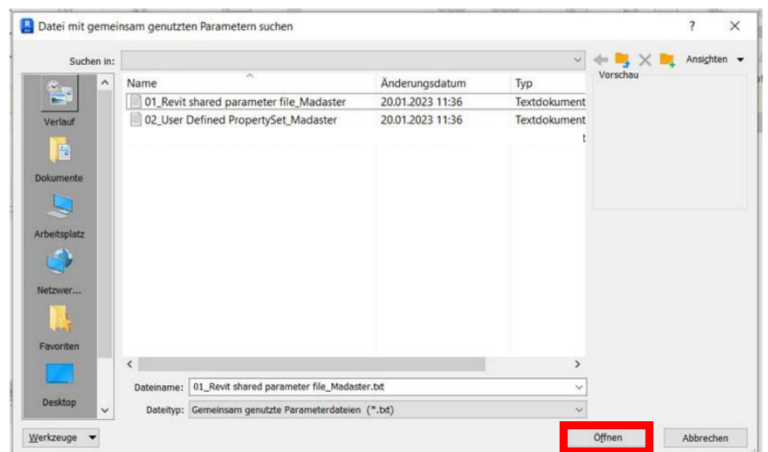 Datei mit gemeinsam genutzten Parametern suchen
Suchen in:
Ansichten
Vorschau
Name Änderungsdatum Typ
01_Revit shared parameter file_Madaster 20.01.2023 11:36 Textdokument
02_User Defined PropertySet_Madaster 20.01.2023 11:36 Textdokument
t
Verlauf
Dokumente
Arbeitsplatz
Netzwer...
Favoriten
Desktop
Dateiname: 01_Revit shared parameter file_Madaster.txt
Dateityp: Gemeinsam genutzte Parameterdateien (*.txt)
Werkzeuge
Öffnen
Abbrechen